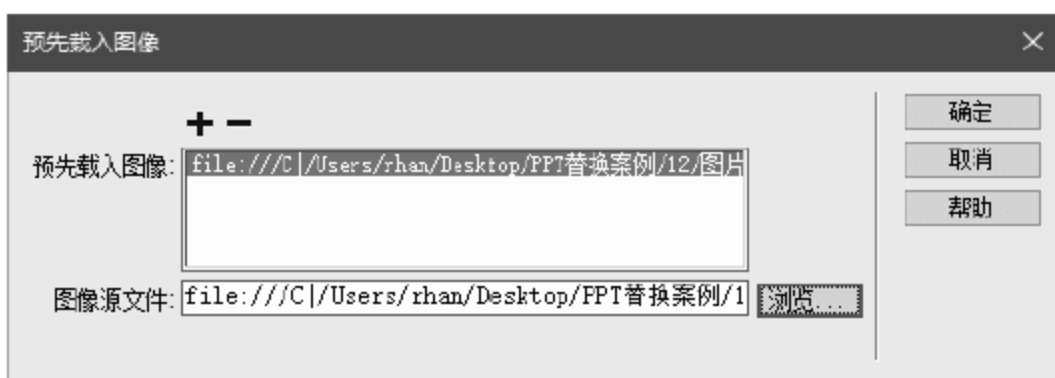 预先载入图像
确定
预先载入图像: file:///C|/Users/rhan/Desktop/PPT替换案例/12/图片
取消
帮助
图像源文件: file:///C|/Users/rhan/Desktop/PPT替换案例/1
浏览...